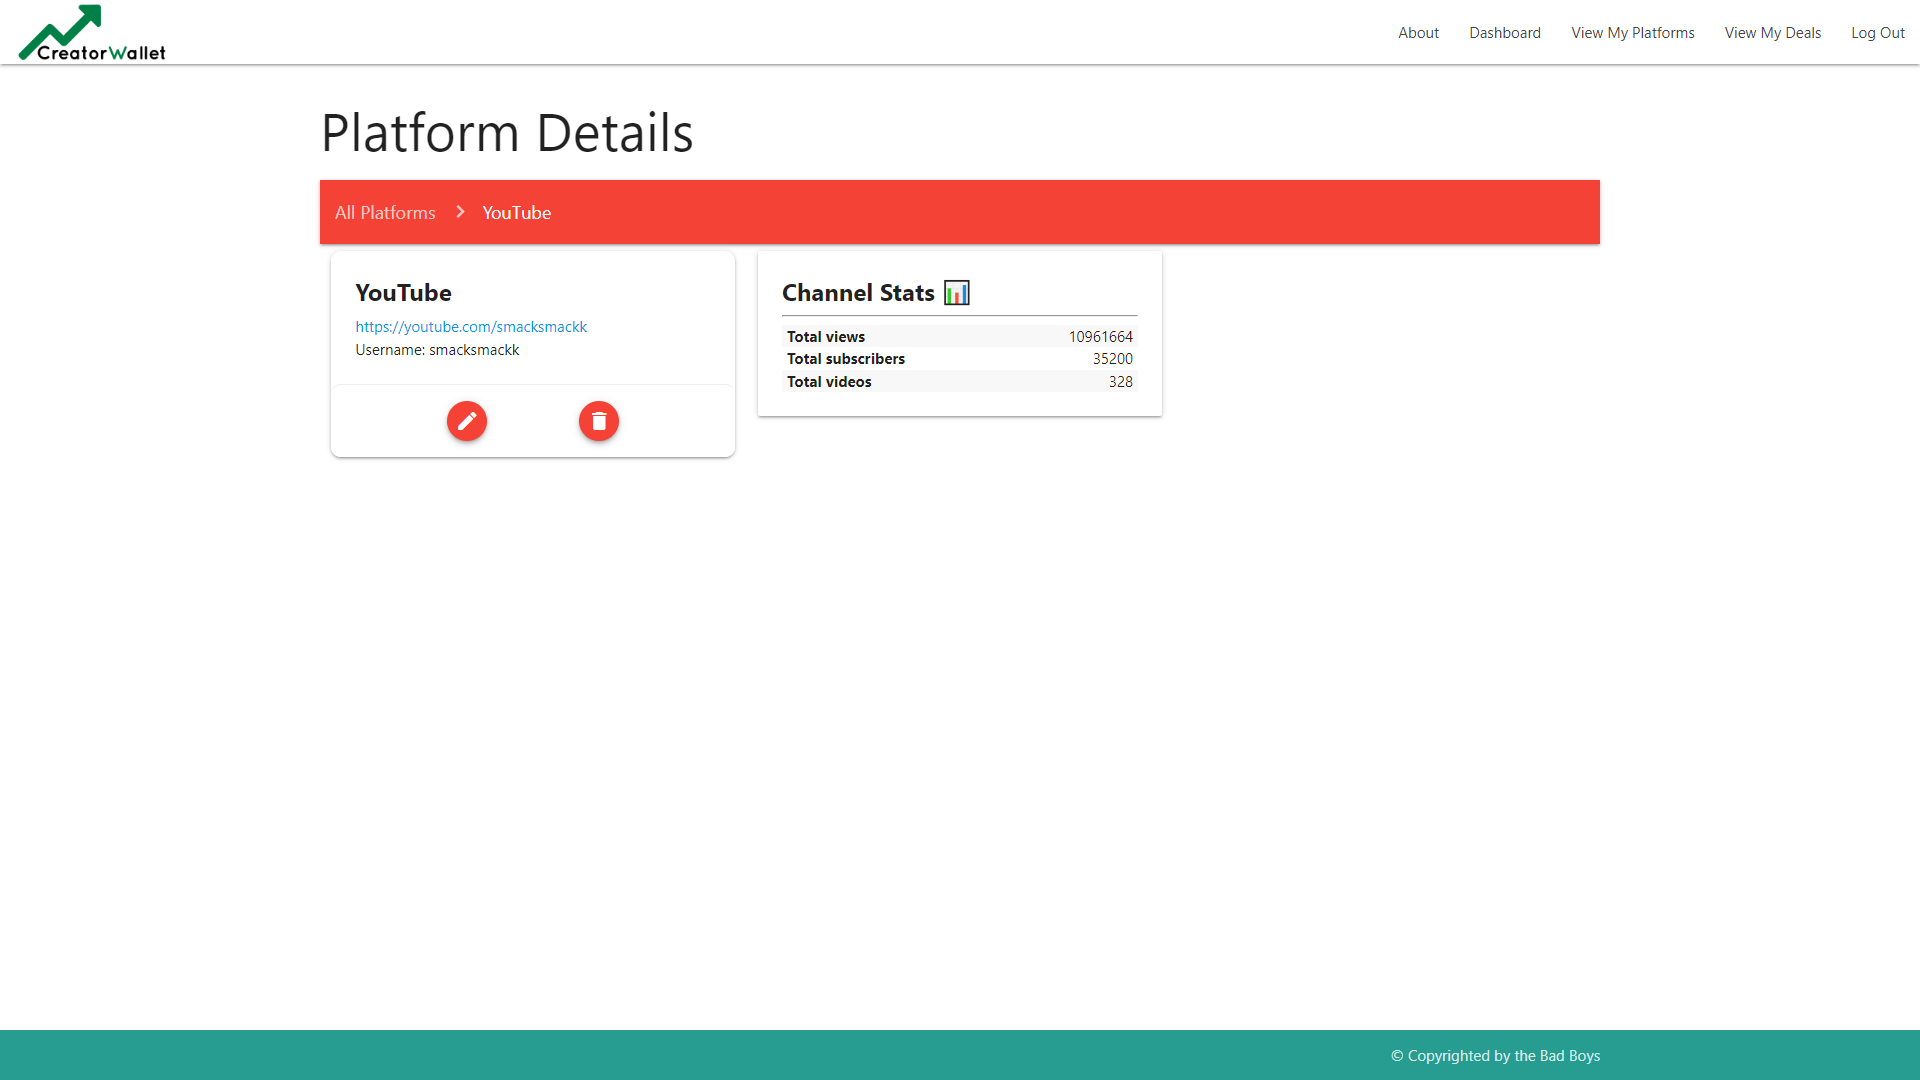 CreatorWallet
About Dashboard View My Platforms View My Deals Log Out
Platform Details
All Platforms YouTube
YouTube
https://youtube.com/smacksmackk
Username: smacksmackk
Channel Stats
Total views 10961664
Total subscribers 35200
Total videos 328
© Copyrighted by the Bad Boys